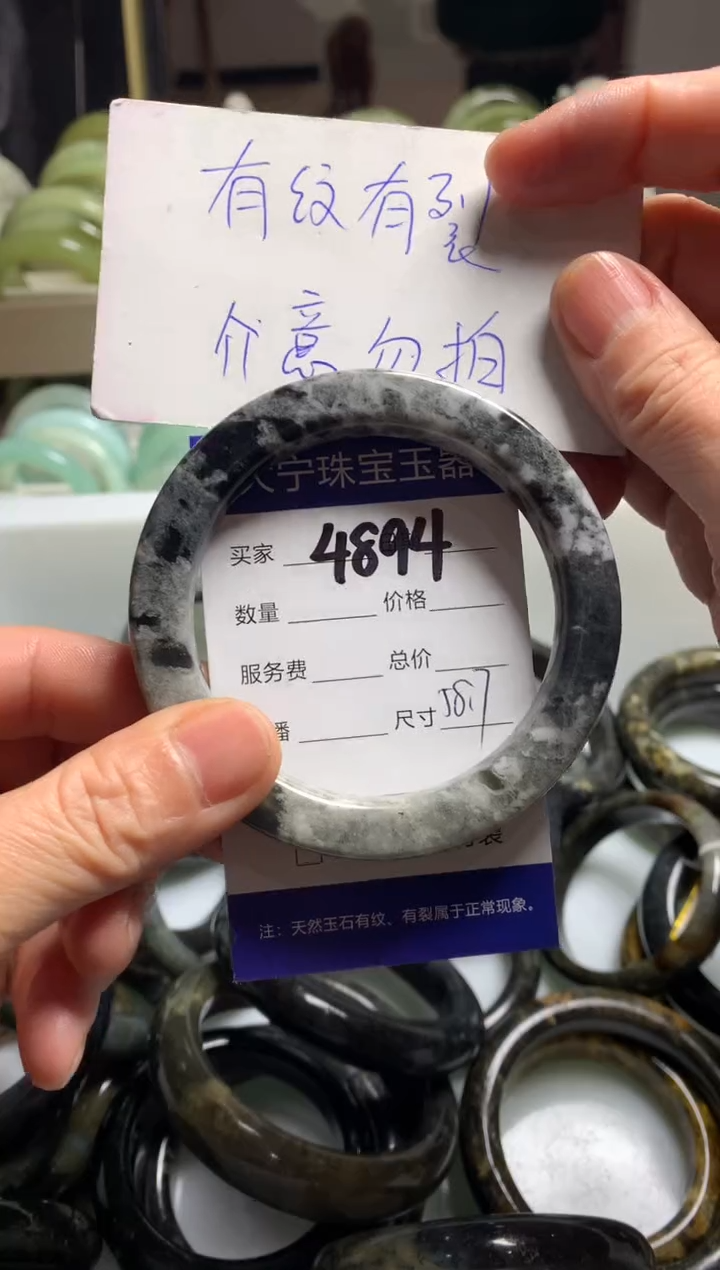 有纹有裂
介意勿拍
宁珠宝玉器
买家 4894
数量 价格
服务费 总价
播 尺寸 58.7
装
注：天然玉石有纹、有裂属于正常现象。